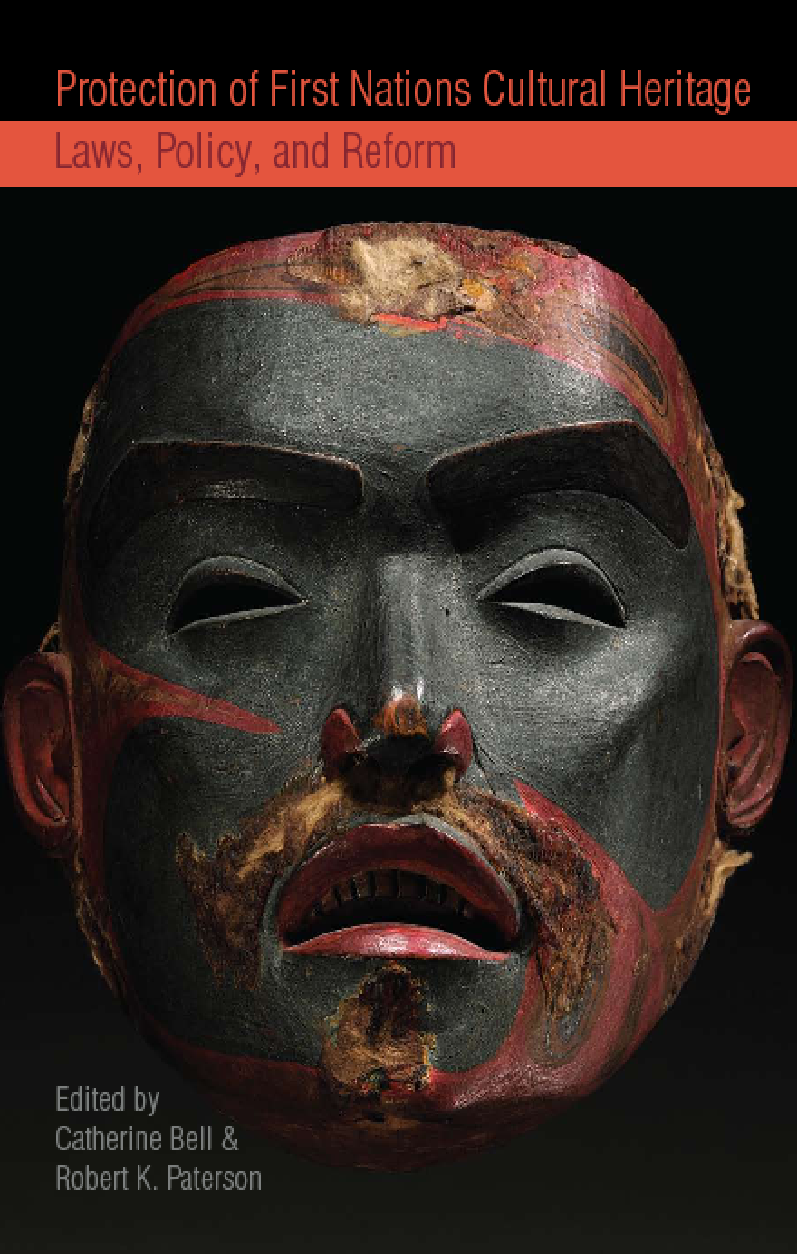 Protection of First Nations Cultural Heritage
Laws, Policy, and Reform
Edited by
Catherine Bell &
Robert K. Paterson